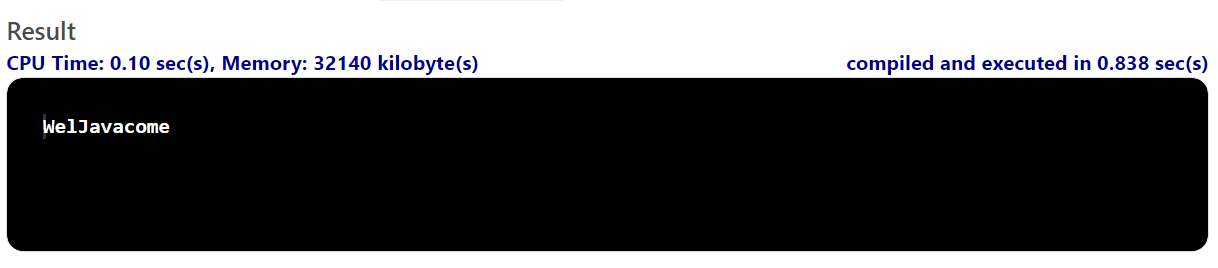 Result
CPU Time: 0.10 sec(s), Memory: 32140 kilobyte(s) compiled and executed in 0.838 sec(s)
WelJavacome